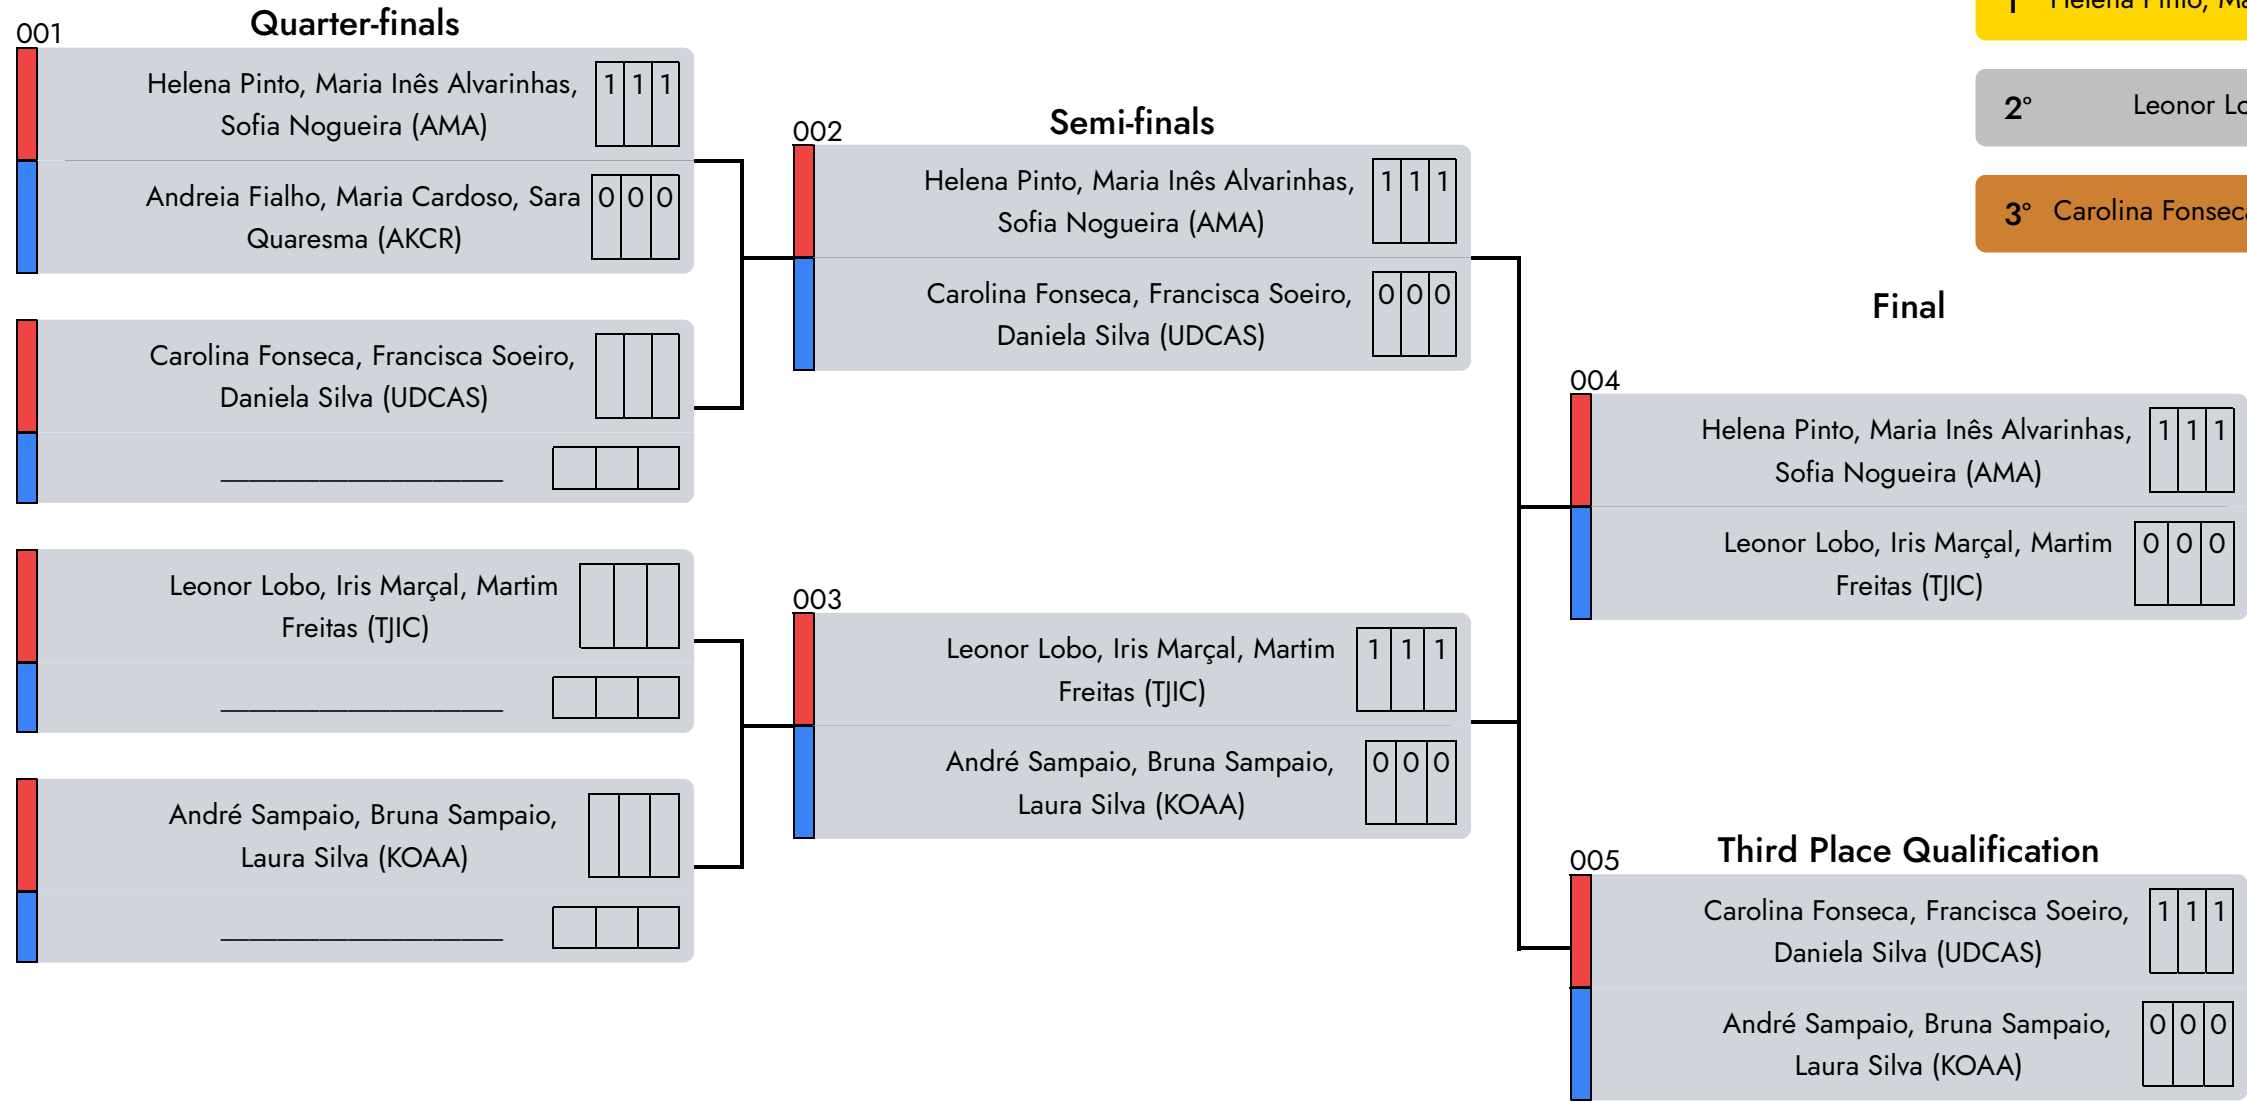 Quarter-finals
001
Helena Pinto, Maria Inês Alvarinhas,
Sofia Nogueira (AMA)
1 1 1
Andreia Fialho, Maria Cardoso, Sara
Quaresma (AKCR)
0 0 0
Carolina Fonseca, Francisca Soeiro,
Daniela Silva (UDCAS)
Leonor Lobo, Iris Marçal, Martim
Freitas (TJIC)
André Sampaio, Bruna Sampaio,
Laura Silva (KOAA)
Semi-finals
002
Helena Pinto, Maria Inês Alvarinhas,
Sofia Nogueira (AMA)
1 1 1
Carolina Fonseca, Francisca Soeiro,
Daniela Silva (UDCAS)
0 0 0
003
Leonor Lobo, Iris Marçal, Martim
Freitas (TJIC)
1 1 1
André Sampaio, Bruna Sampaio,
Laura Silva (KOAA)
0 0 0
Helena Pinto,
2° Leonor
3° Carolina
Final
004
Helena Pinto, Maria Inês Alvarinhas,
Sofia Nogueira (AMA)
1 1 1
Leonor Lobo, Iris Marçal, Martim
Freitas (TJIC)
0 0 0
Third Place Qualification
005
Carolina Fonseca, Francisca Soeiro,
Daniela Silva (UDCAS)
1 1 1
André Sampaio, Bruna Sampaio,
Laura Silva (KOAA)
0 0 0